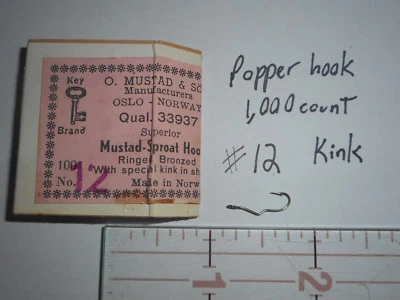 Key
Brand
O. MUSTAD & SO
Manufacturers
OSLO - NORWAY
Qual. 33937
Superior
Mustad-Sproat Hoo
Ringed Bronzed
With special kink in sh
Made in Norw
100
No. 12
Popper hook
1,000 count
#12 Kink
1 2